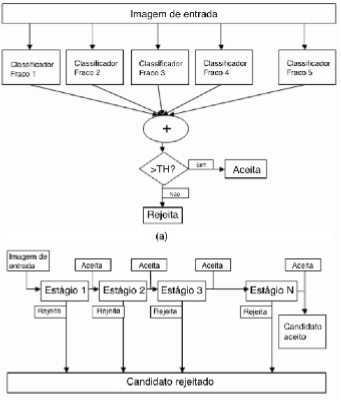 Imagem de entrada
Classificador Fraco 1
Classificador Fraco 2
Classificador Fraco 3
Classificador Fraco 4
Classificador Fraco 5
+
>TH?
Sim
Aceita
Não
Rejeita
(a)
Imagem de entrada
Aceita
Aceita
Aceita
Aceita
Estágio 1
Estágio 2
Estágio 3
Estágio N
Rejeita
Rejeita
Rejeita
Rejeita
Candidato aceito
Candidato rejeitado